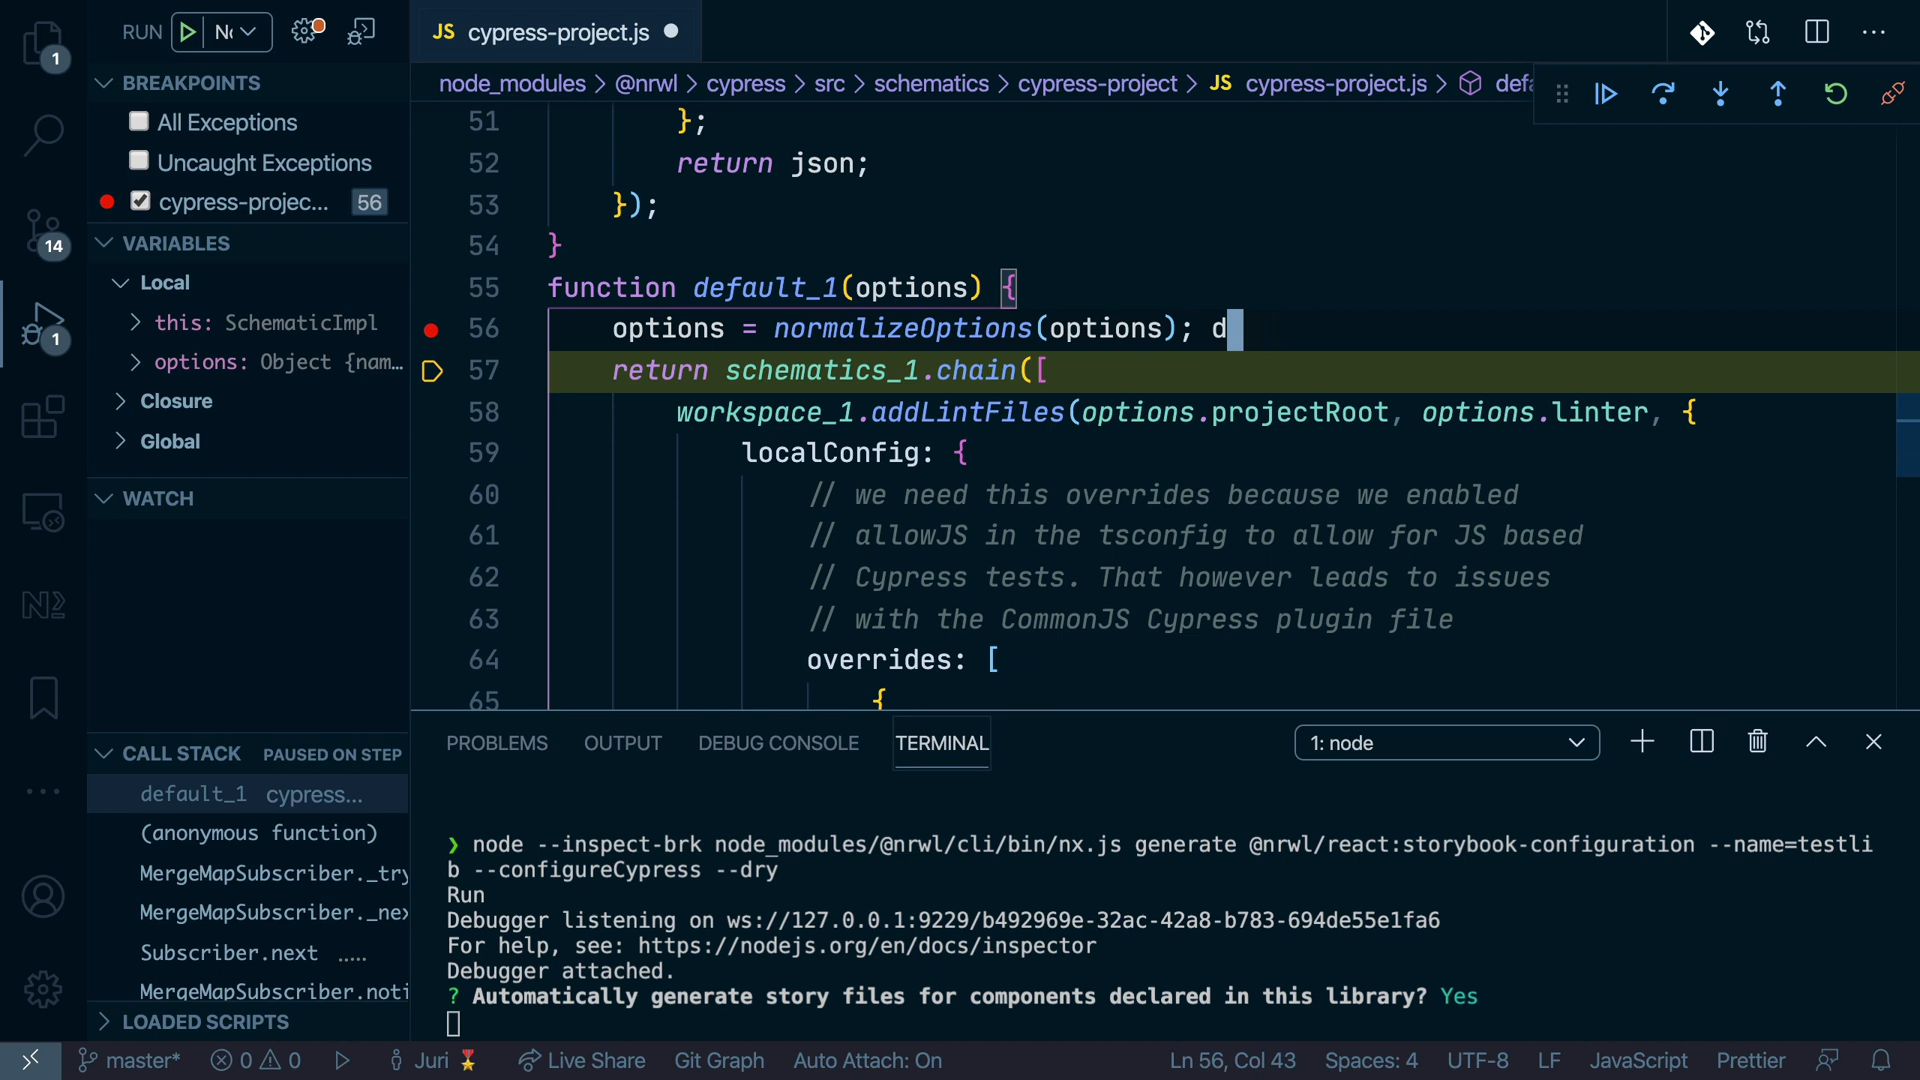 RUN No
JS cypress-project.js
1
BREAKPOINTS
All Exceptions
Uncaught Exceptions
cypress-projec... 56
14
VARIABLES
Local
this: SchematicImpl
options: Object {nam...
1
Closure
Global
WATCH
CALL STACK PAUSED ON STEP
default_1 cypress...
(anonymous function)
MergeMapSubscriber._try
MergeMapSubscriber._nex
Subscriber.next .....
MergeMapSubscriber.noti
LOADED SCRIPTS
node_modules > @nrwl > cypress > src > schematics > cypress-project > JS cypress-project.js > defa
51 };
52 return json;
53 });
54 }
55 function default_1(options) {
56 options = normalizeOptions(options); d
57 return schematics_1.chain([
58 workspace_1.addLintFiles(options.projectRoot, options.linter, {
59 localConfig: {
60 // we need this overrides because we enabled
61 // allowJS in the tsconfig to allow for JS based
62 // Cypress tests. That however leads to issues
63 // with the CommonJS Cypress plugin file
64 overrides: [
65 {
PROBLEMS OUTPUT DEBUG CONSOLE TERMINAL 1: node
❯ node --inspect-brk node_modules/@nrwl/cli/bin/nx.js generate @nrwl/react:storybook-configuration --name=testli
b --configureCypress --dry
Run
Debugger listening on ws://127.0.0.1:9229/b492969e-32ac-42a8-b783-694de55e1fa6
For help, see: https://nodejs.org/en/docs/inspector
Debugger attached.
? Automatically generate story files for components declared in this library? Yes
master* 0 0 Juri Live Share Git Graph Auto Attach: On Ln 56, Col 43 Spaces: 4 UTF-8 LF JavaScript Prettier